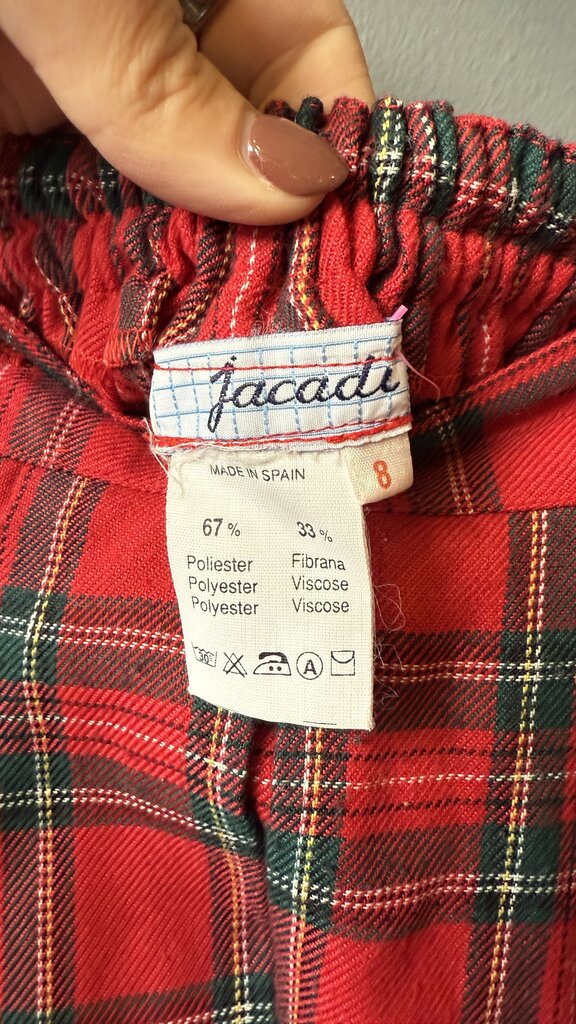 jacadi
8
MADE IN SPAIN
67 % 33 %
Poliester Fibrana
Polyester Viscose
Polyester Viscose
30° A